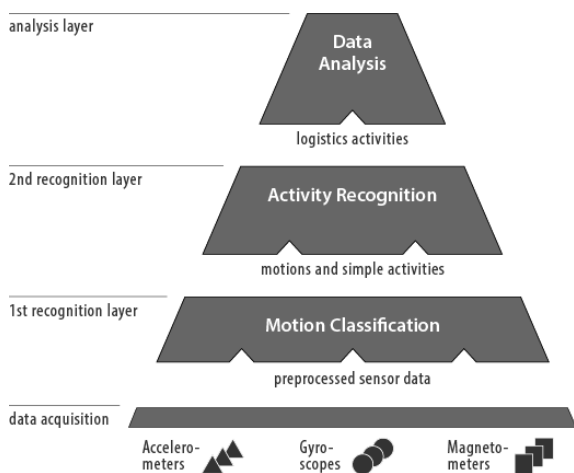 analysis layer
Data
Analysis
logistics activities
2nd recognition layer
Activity Recognition
motions and simple activities
1st recognition layer
Motion Classification
preprocessed sensor data
data acquisition
Accelero-
meters
Gyro-
scopes
Magneto-
meters